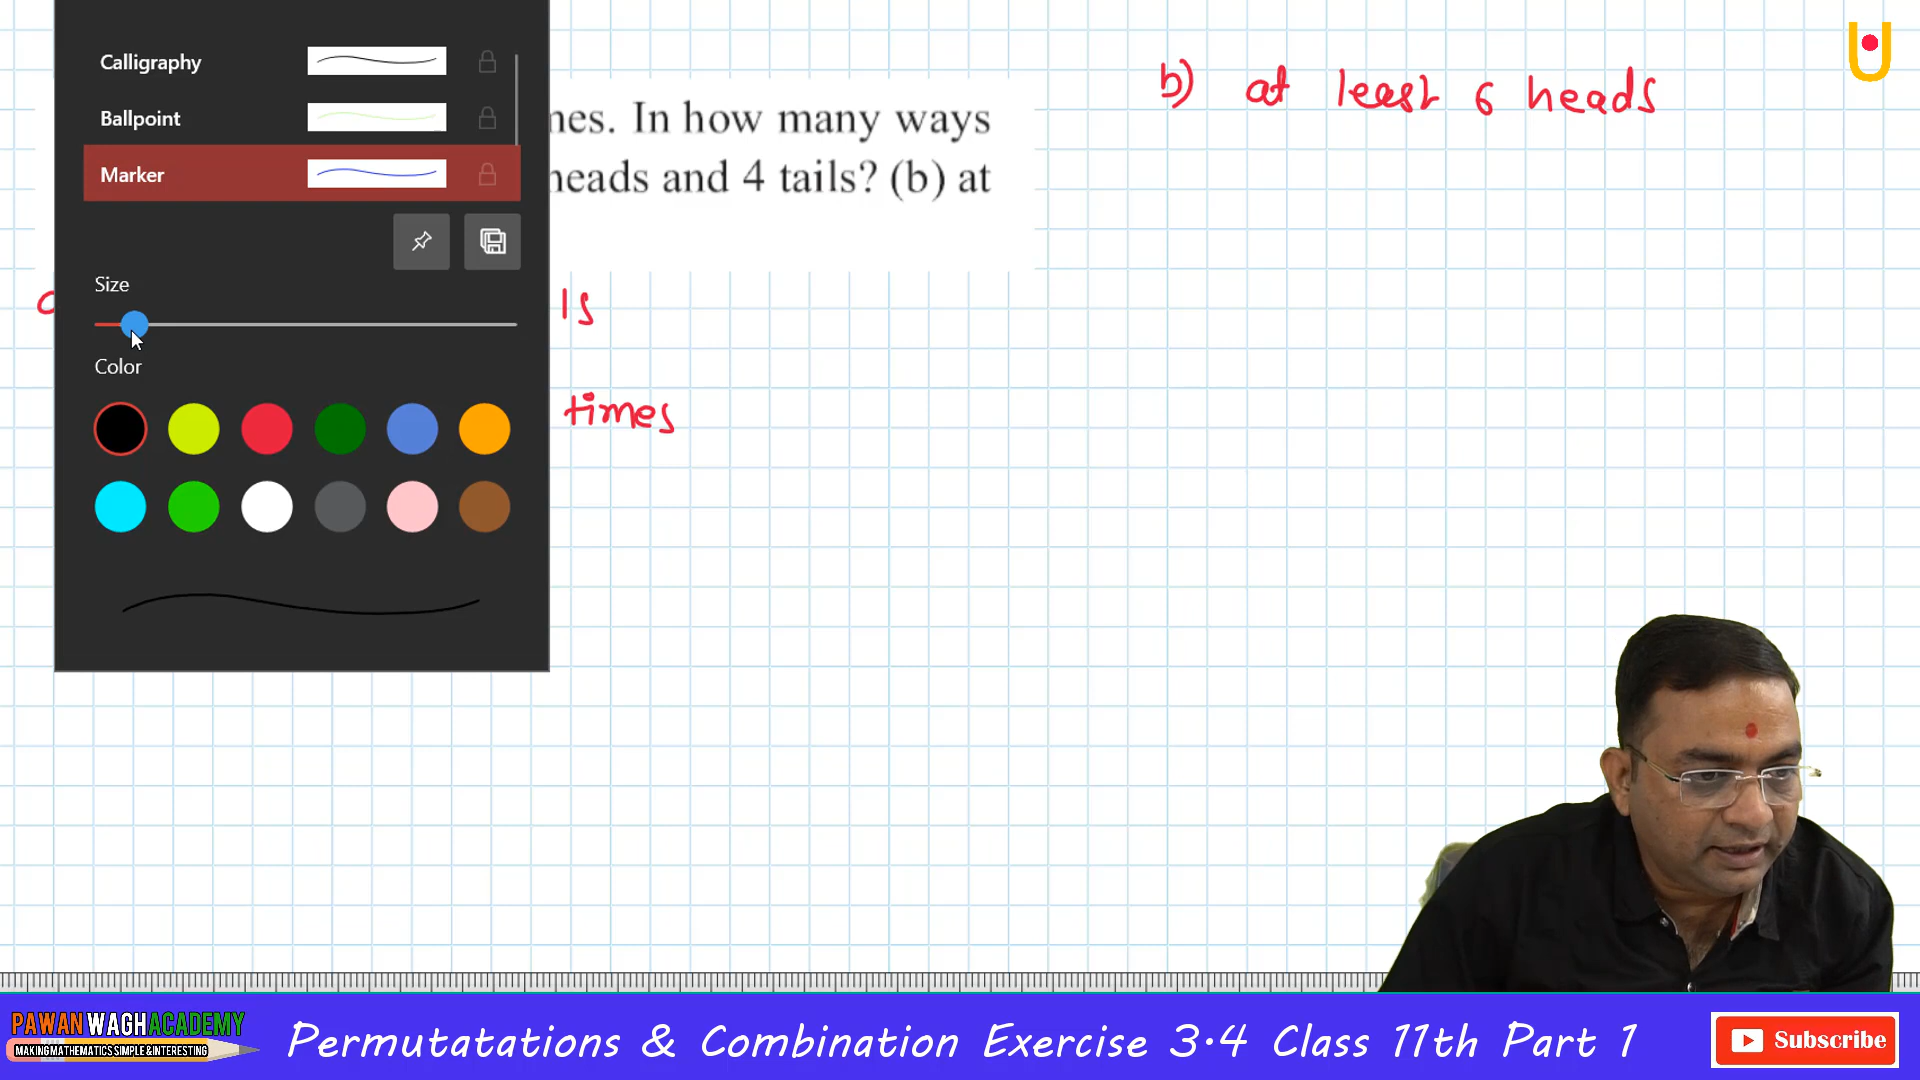 Calligraphy
Ballpoint
Marker
Size
Color
mes. In how many ways
heads and 4 tails? (b) at
ls
times
b) at least 6 heads
PAWAN WAGH ACADEMY
MAKING MATHEMATICS SIMPLE & INTERESTING
Permutatations & Combination Exercise 3.4 Class 11th Part 1
Subscribe